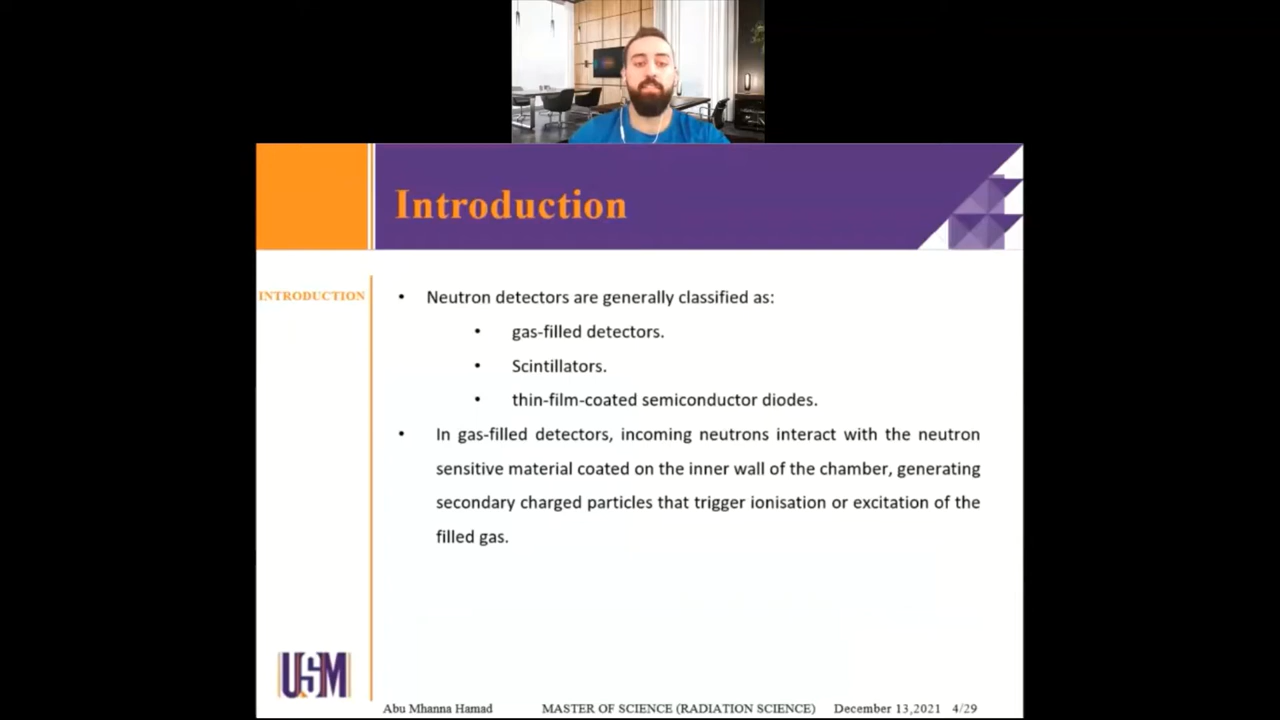 Introduction
INTRODUCTION
• Neutron detectors are generally classified as:
• gas-filled detectors.
• Scintillators.
• thin-film-coated semiconductor diodes.
• In gas-filled detectors, incoming neutrons interact with the neutron
sensitive material coated on the inner wall of the chamber, generating
secondary charged particles that trigger ionisation or excitation of the
filled gas.
USM
Abu Mhanna Hamad MASTER OF SCIENCE (RADIATION SCIENCE) December 13,2021 4/29